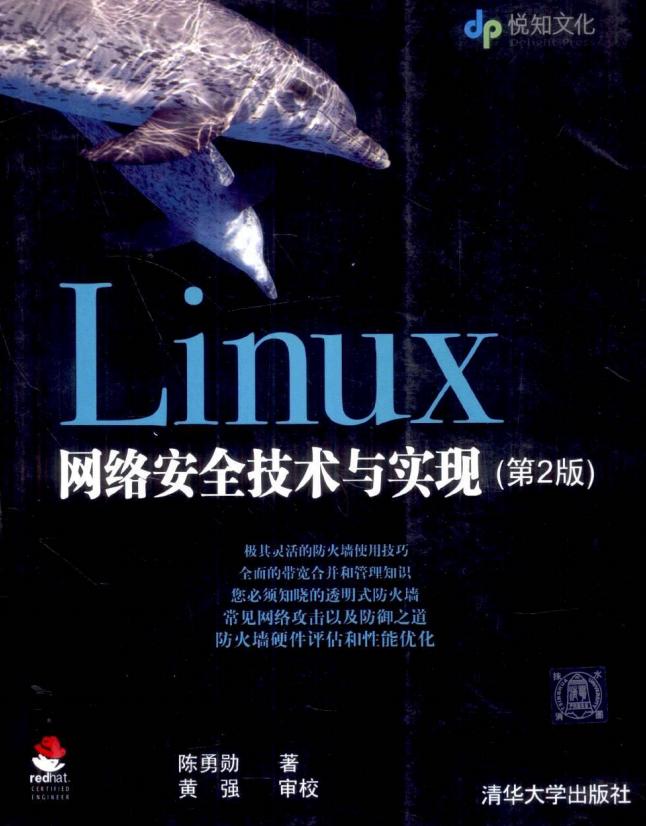 dp 悦知文化
Delight Press
Linux
网络安全技术与实现 (第2版)
极其灵活的防火墙使用技巧
全面的带宽合并和管理知识
您必须知晓的透明式防火墙
常见网络攻击以及防御之道
防火墙硬件评估和性能优化
redhat.
CERTIFIED
ENGINEER
陈勇勋 著
黄 强 审校
清华大学出版社